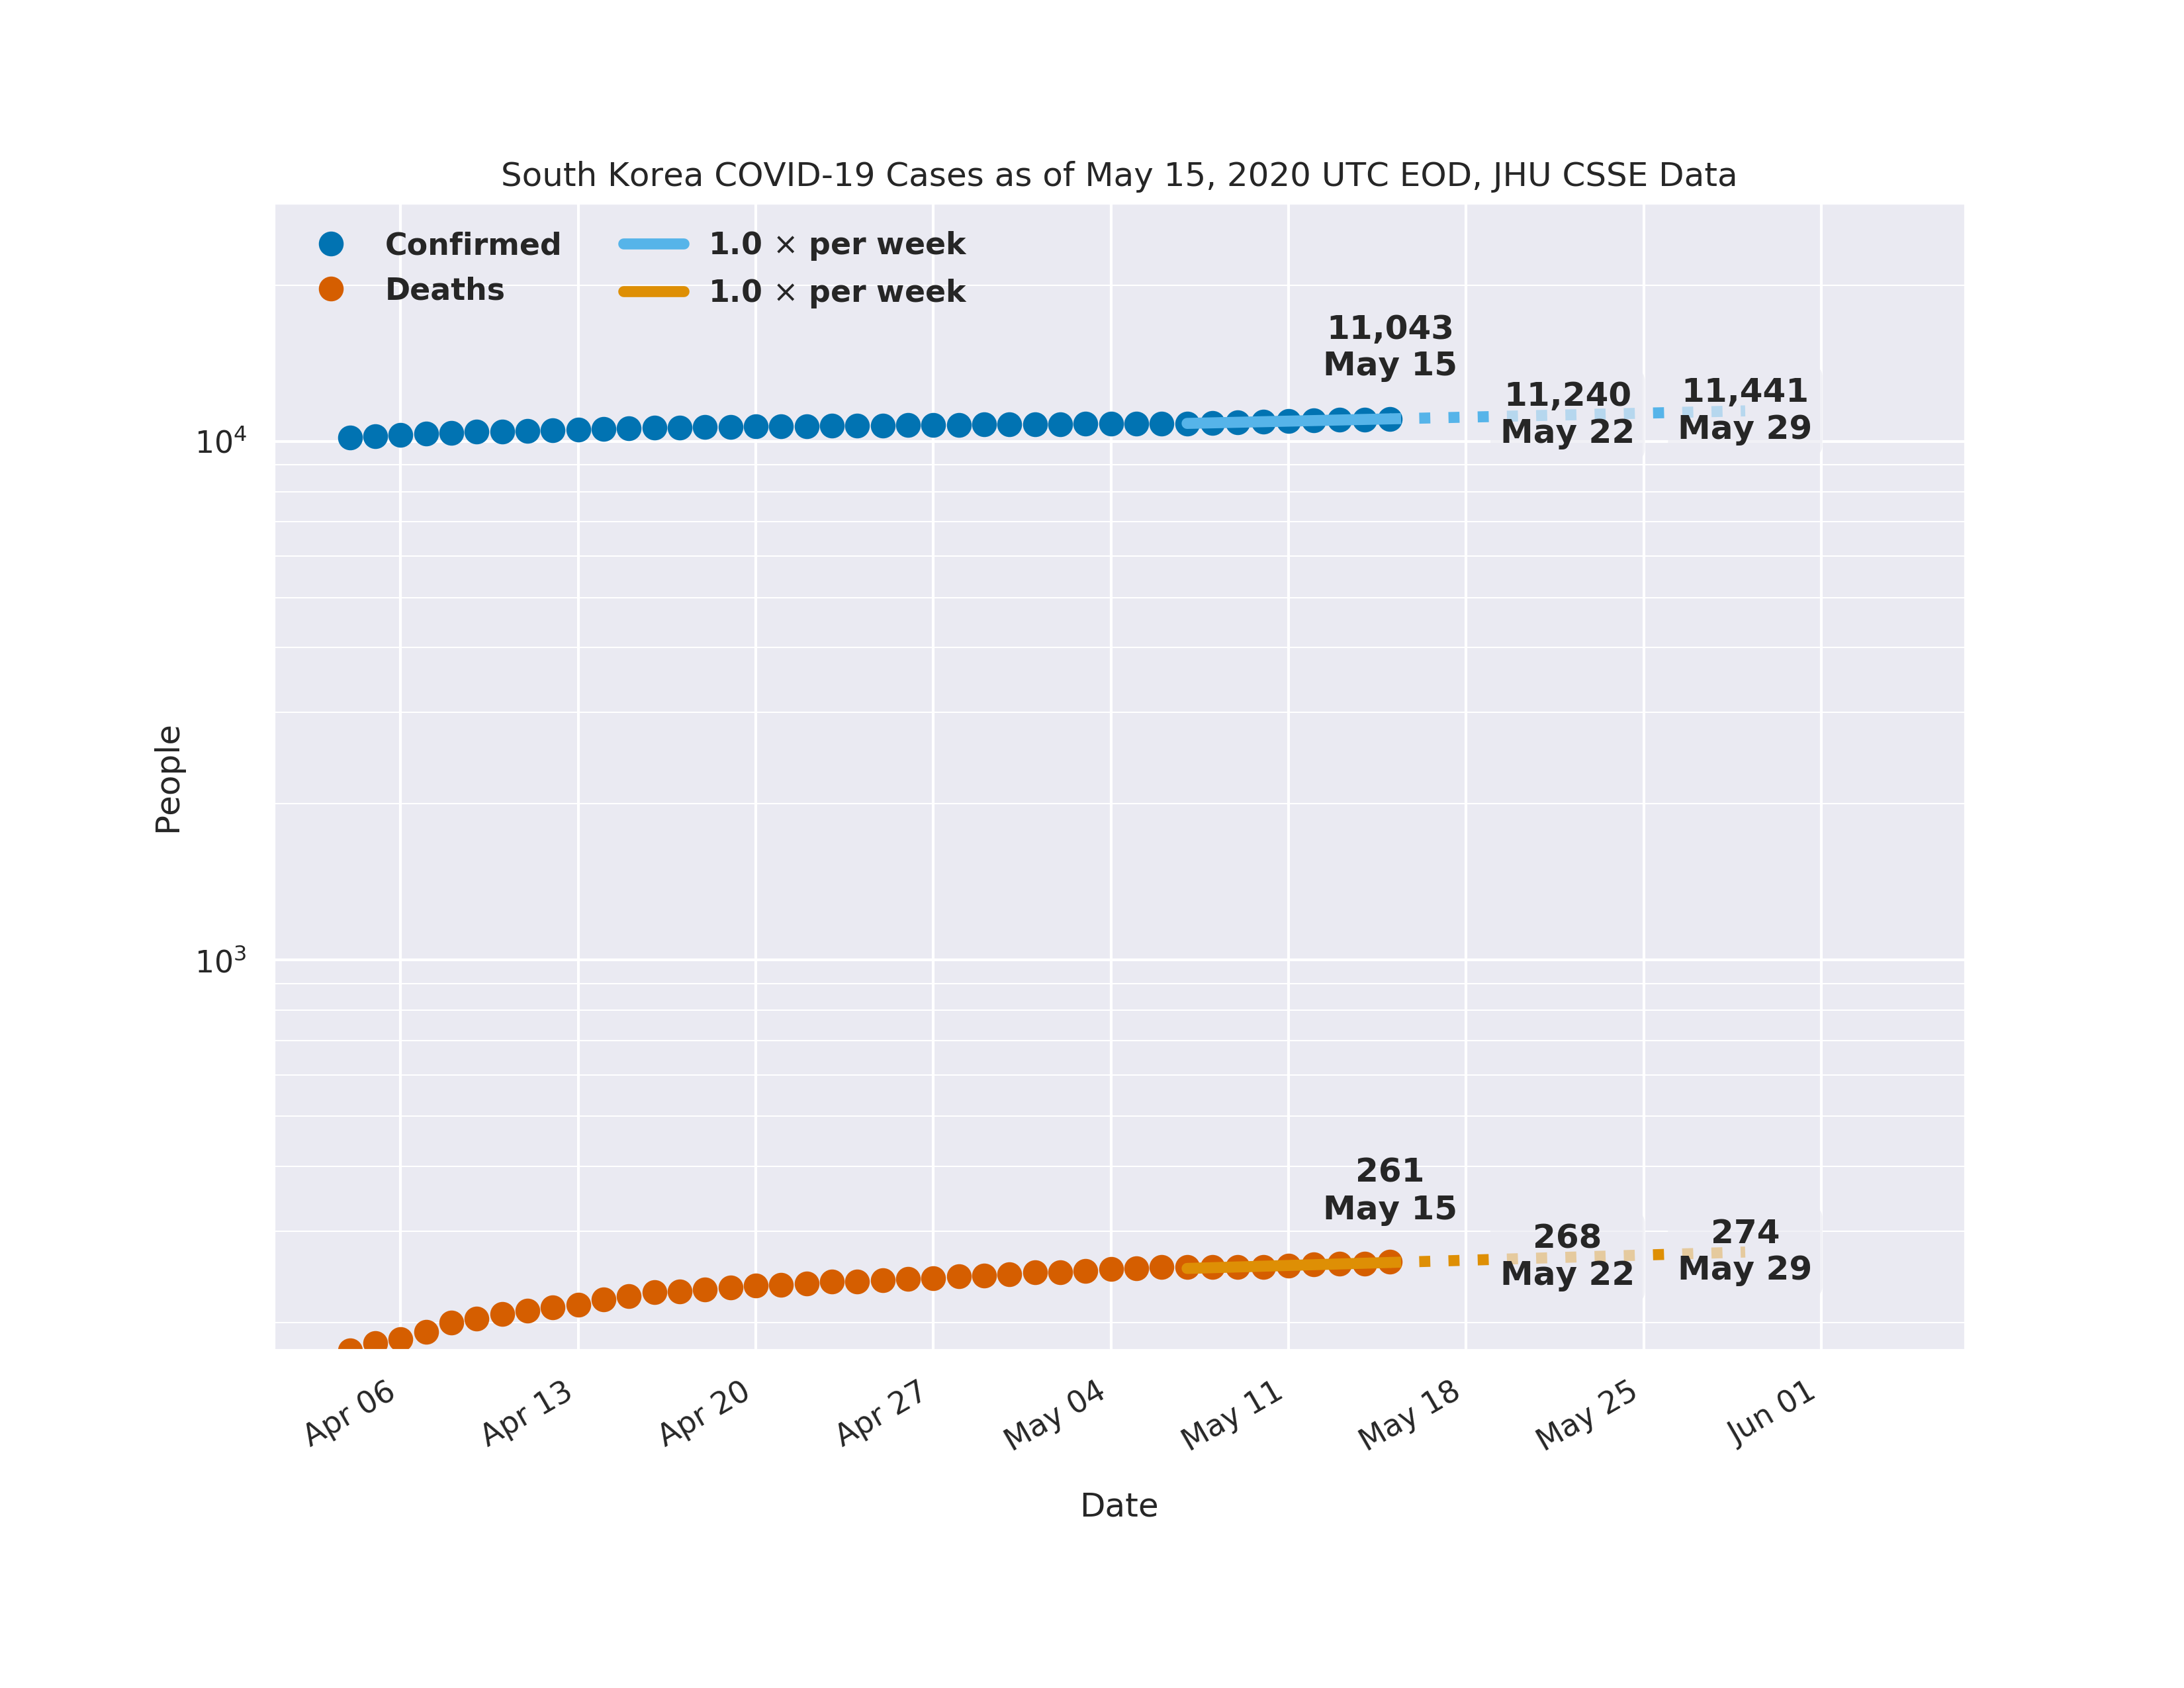 South Korea COVID-19 Cases as of May 15, 2020 UTC EOD, JHU CSSE Data
Confirmed
Deaths
1.0 × per week
1.0 × per week
11,043
May 15
11,240
May 22
11,441
May 29
10⁴
People
10³
261
May 15
268
May 22
274
May 29
Apr 06
Apr 13
Apr 20
Apr 27
May 04
May 11
May 18
May 25
Jun 01
Date